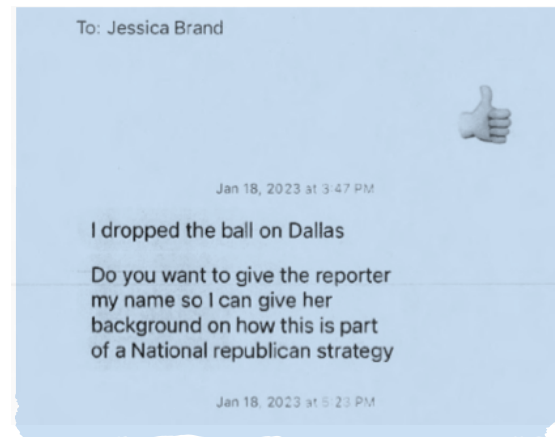 To: Jessica Brand
Jan 18, 2023 at 3:47 PM
I dropped the ball on Dallas
Do you want to give the reporter
my name so I can give her
background on how this is part
of a National republican strategy
Jan 18, 2023 at 5:23 PM